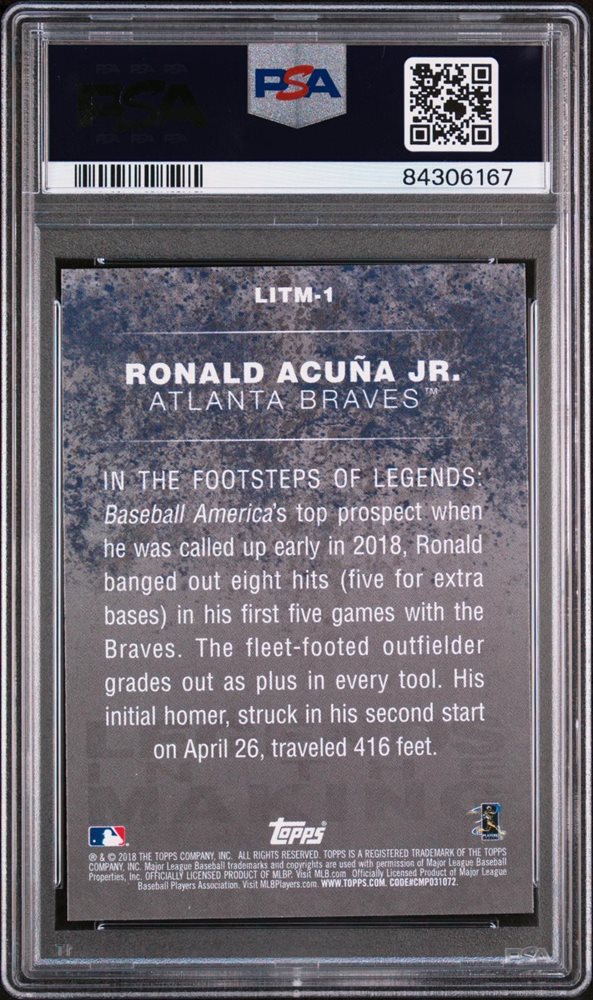 PSA
PSA
84306167
LITM-1
RONALD ACUÑA JR.
ATLANTA BRAVES™
IN THE FOOTSTEPS OF LEGENDS:
Baseball America's top prospect when
he was called up early in 2018, Ronald
banged out eight hits (five for extra
bases) in his first five games with the
Braves. The fleet-footed outfielder
grades out as plus in every tool. His
initial homer, struck in his second start
on April 26, traveled 416 feet.
LEGENDS
IN THE
MAKING
Topps
® & © 2018 THE TOPPS COMPANY, INC. ALL RIGHTS RESERVED. TOPPS IS A REGISTERED TRADEMARK OF THE TOPPS
COMPANY, INC. Major League Baseball trademarks and copyrights are used with permission of Major League Baseball
Properties, Inc. OFFICIALLY LICENSED PRODUCT OF MLBP. Visit MLB.com Officially Licensed Product of Major League
Baseball Players Association. Visit MLBPlayers.com. WWW.TOPPS.COM. CODE#CMP031072.
PSA